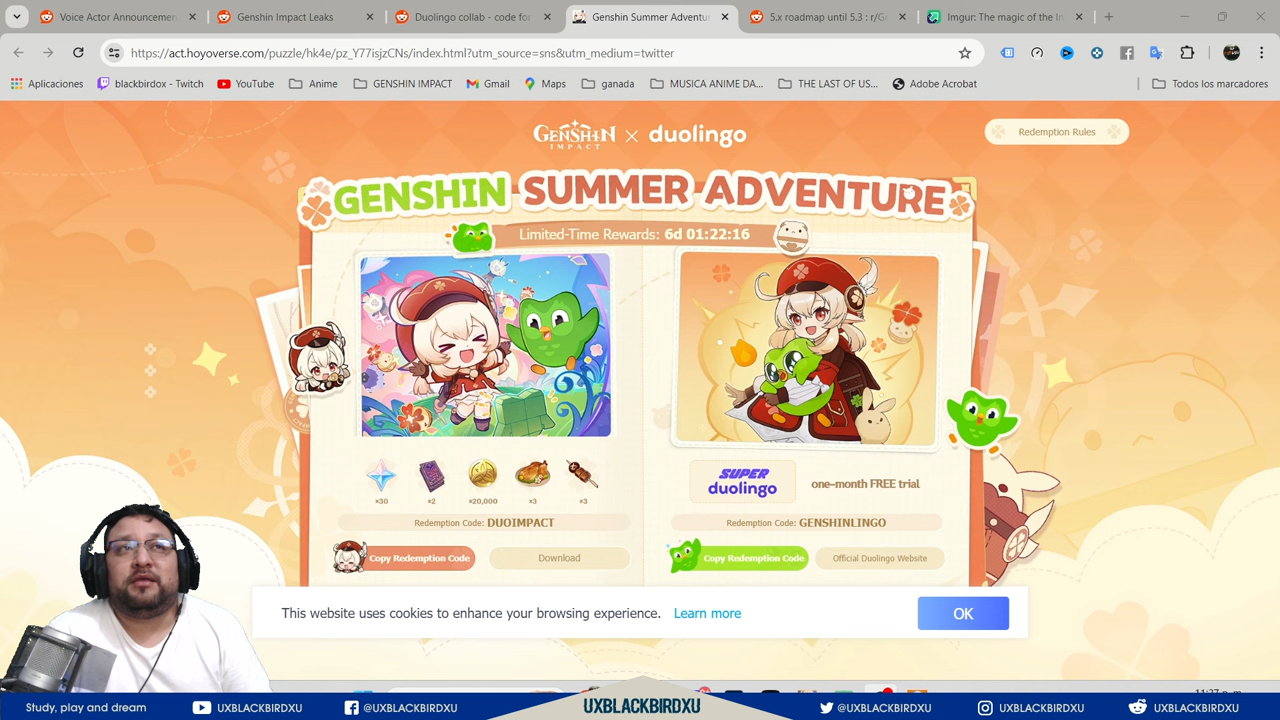 Voice Actor Announcemen
Genshin Impact Leaks
Duolingo collab - code for
Genshin Summer Adventu
5.x roadmap until 5.3 : r/Ge
Imgur: The magic of the In
https://act.hoyoverse.com/puzzle/hk4e/pz_Y77isjzCNs/index.html?utm_source=sns&utm_medium=twitter
Aplicaciones
blackbirdox - Twitch
YouTube
Anime
GENSHIN IMPACT
Gmail
Maps
ganada
MUSICA ANIME DA...
THE LAST OF US...
Adobe Acrobat
Todos los marcadores
GENSHIN IMPACT × duolingo
Redemption Rules
GENSHIN SUMMER ADVENTURE
Limited-Time Rewards: 6d 01:22:16
×30
×2
×20,000
×3
×3
SUPER
duolingo
one-month FREE trial
Redemption Code: DUOIMPACT
Redemption Code: GENSHINLINGO
Copy Redemption Code
Download
Copy Redemption Code
Official Duolingo Website
This website uses cookies to enhance your browsing experience. Learn more
OK
Study, play and dream
UXBLACKBIRDXU
@UXBLACKBIRDXU
UXBLACKBIRDXU
@UXBLACKBIRDXU
UXBLACKBIRDXU
UXBLACKBIRDXU